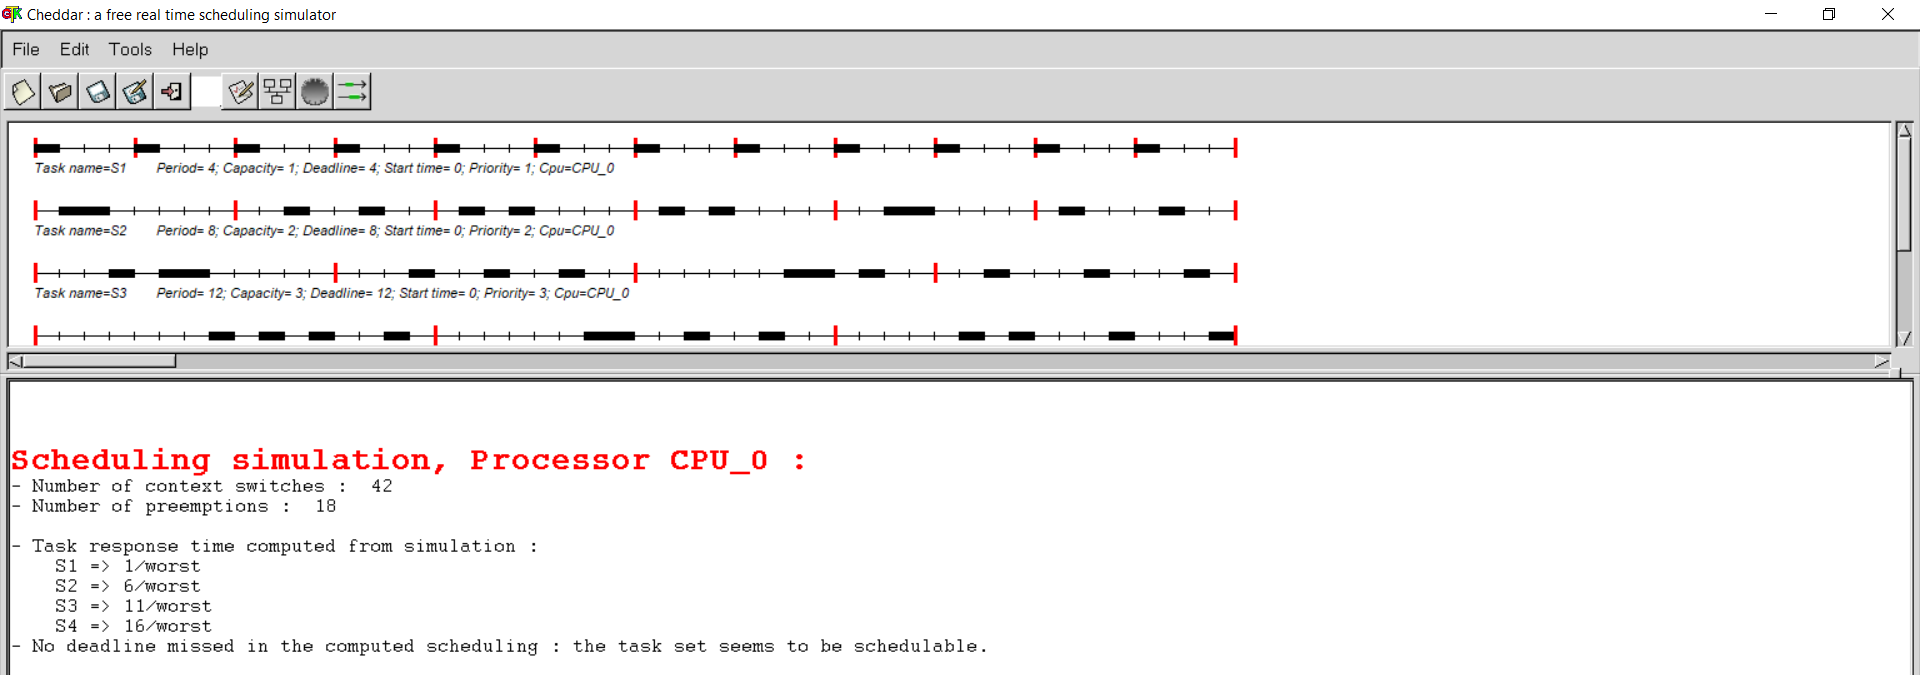 Cheddar : a free real time scheduling simulator
File Edit Tools Help
Task name=S1 Period= 4; Capacity= 1; Deadline= 4; Start time= 0; Priority= 1; Cpu=CPU_0
Task name=S2 Period= 8; Capacity= 2; Deadline= 8; Start time= 0; Priority= 2; Cpu=CPU_0
Task name=S3 Period= 12; Capacity= 3; Deadline= 12; Start time= 0; Priority= 3; Cpu=CPU_0
Scheduling simulation, Processor CPU_0 :
- Number of context switches : 42
- Number of preemptions : 18
- Task response time computed from simulation :
S1 => 1/worst
S2 => 6/worst
S3 => 11/worst
S4 => 16/worst
- No deadline missed in the computed scheduling : the task set seems to be schedulable.